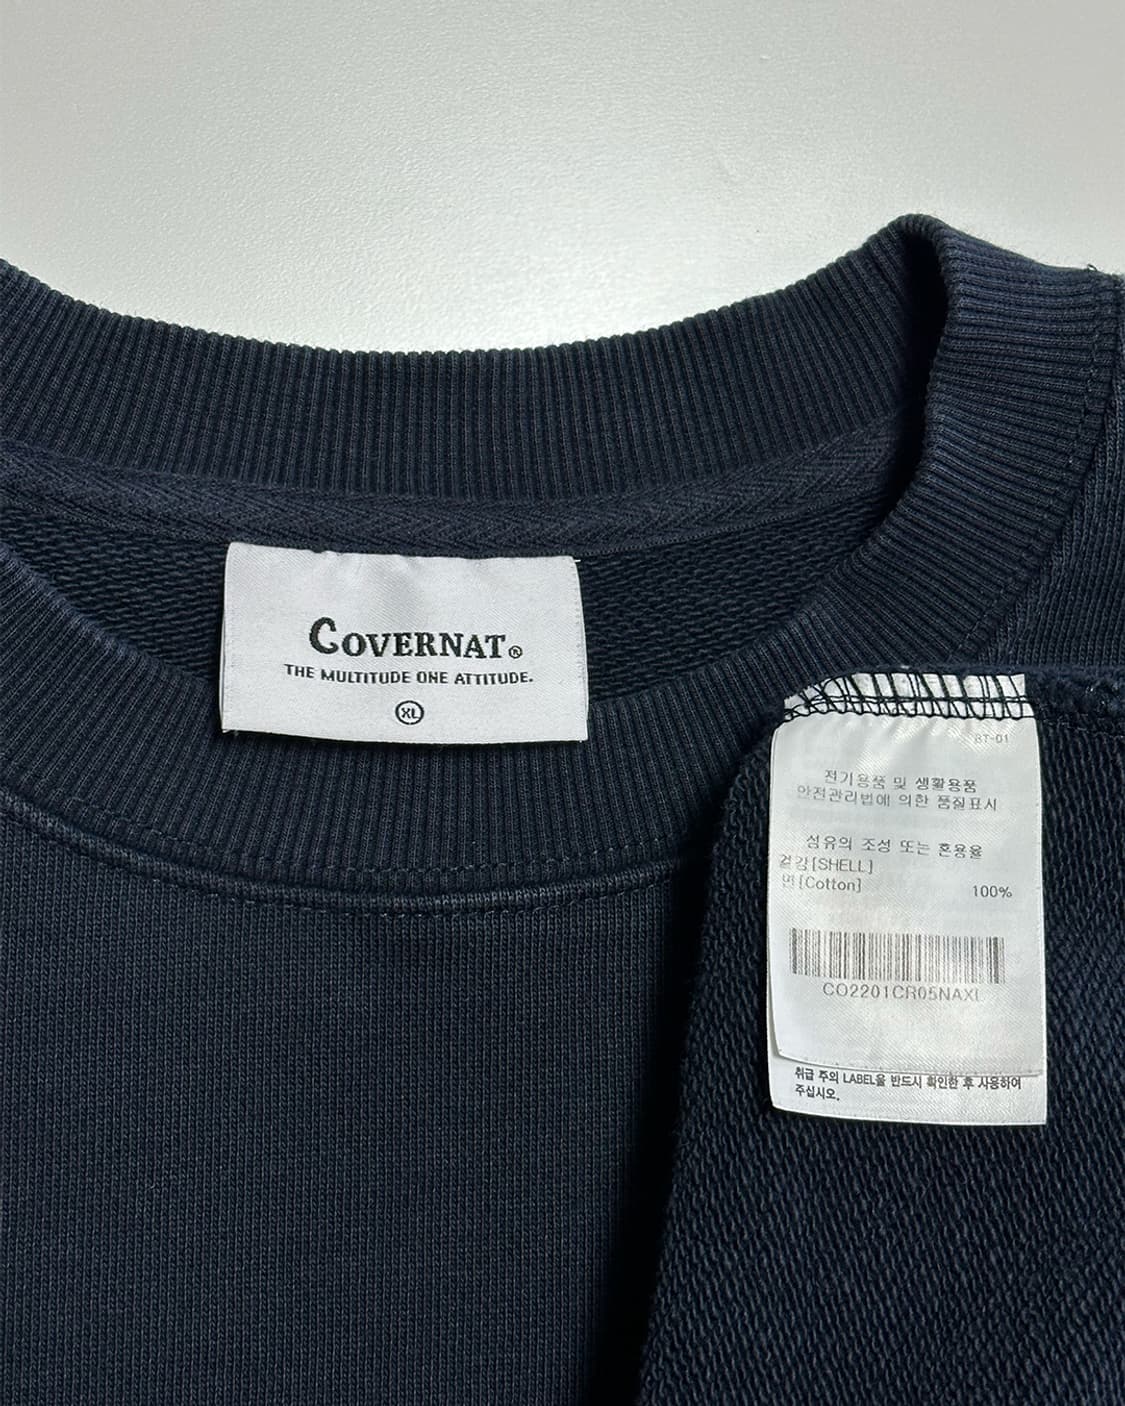 COVERNAT®
THE MULTITUDE ONE ATTITUDE.
XL
BT-01
전기용품 및 생활용품
안전관리법에 의한 품질표시
섬유의 조성 또는 혼용율
겉감[SHELL]
면[Cotton] 100%
CO2201CR05NAXL
취급 주의 LABEL을 반드시 확인한 후 사용하여
주십시오.